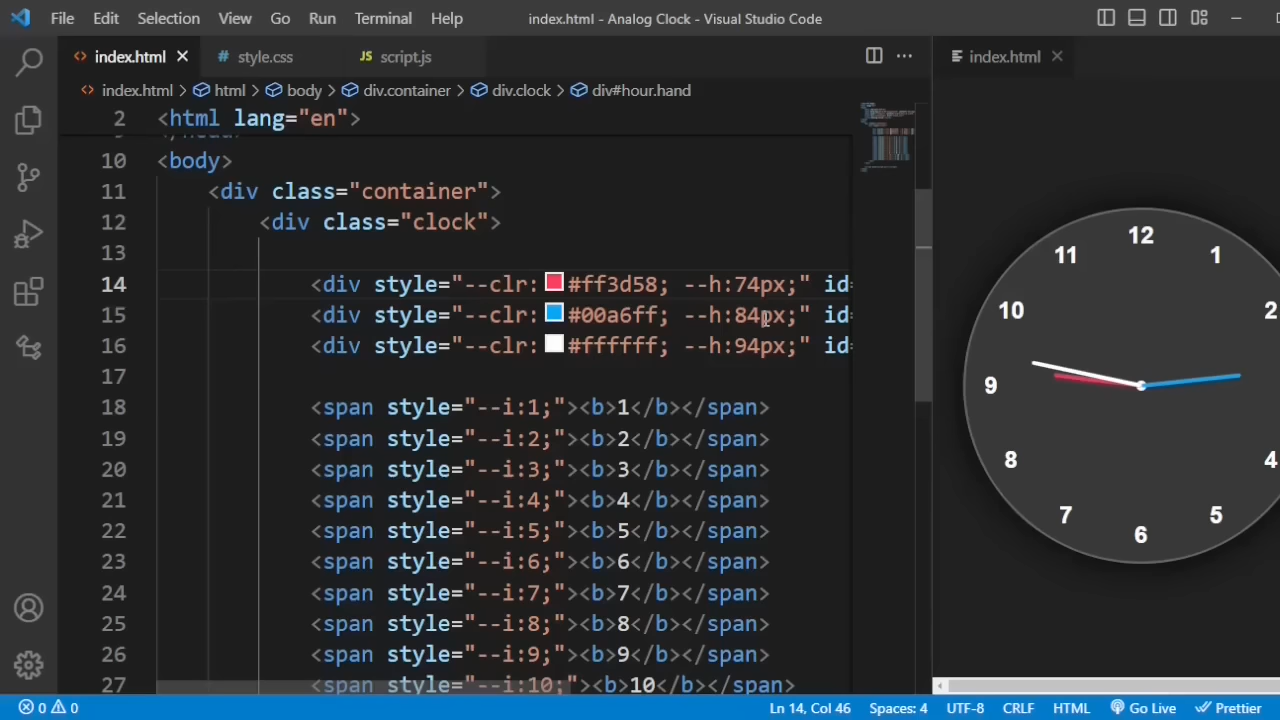 File Edit Selection View Go Run Terminal Help index.html - Analog Clock - Visual Studio Code
index.html style.css JS script.js
index.html html body div.container div.clock div#hour.hand
2 <html lang="en">
10 <body>
11 <div class="container">
12 <div class="clock">
13
14 <div style="--clr:#ff3d58; --h:74px;" id=
15 <div style="--clr:#00a6ff; --h:84px;" id=
16 <div style="--clr:#ffffff; --h:94px;" id=
17
18 <span style="--i:1;"><b>1</b></span>
19 <span style="--i:2;"><b>2</b></span>
20 <span style="--i:3;"><b>3</b></span>
21 <span style="--i:4;"><b>4</b></span>
22 <span style="--i:5;"><b>5</b></span>
23 <span style="--i:6;"><b>6</b></span>
24 <span style="--i:7;"><b>7</b></span>
25 <span style="--i:8;"><b>8</b></span>
26 <span style="--i:9;"><b>9</b></span>
27 <span style="--i:10;"><b>10</b></span>
index.html
12
11 1
10 2
9
8 4
7 5
6
0 0 Ln 14, Col 46 Spaces: 4 UTF-8 CRLF HTML Go Live Prettier